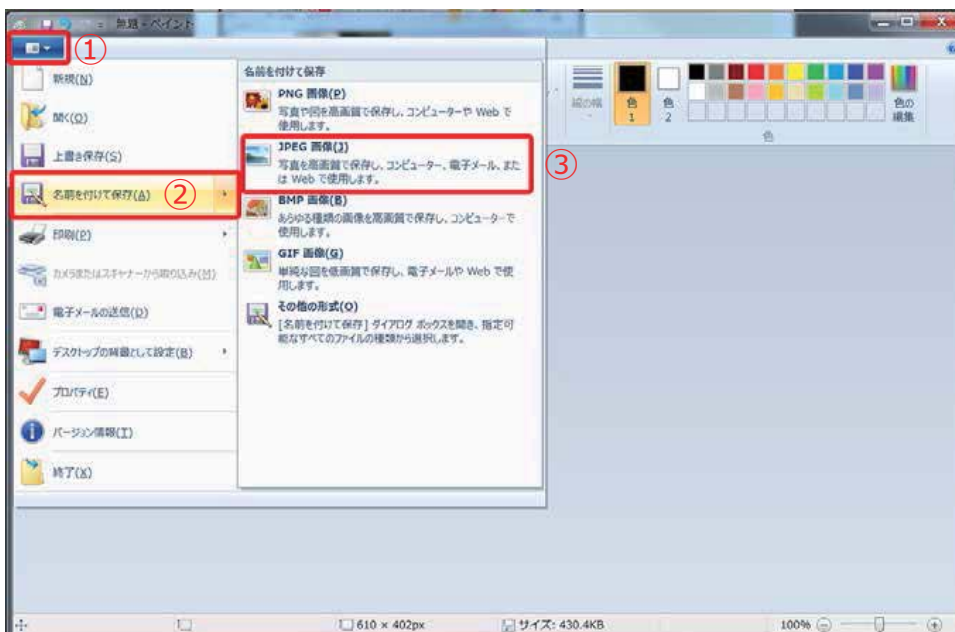 無題 - ペイント
①
新規(N)
開く(O)
上書き保存(S)
名前を付けて保存(A)
②
印刷(P)
カメラまたはスキャナーから取り込み(M)
電子メールの送信(D)
デスクトップの背景として設定(B)
プロパティ(E)
バージョン情報(T)
終了(X)
名前を付けて保存
PNG 画像(P)
写真や図を高画質で保存し、コンピューターや Web で
使用します。
JPEG 画像(J)
写真を高画質で保存し、コンピューター、電子メール、また
は Web で使用します。
③
BMP 画像(B)
あらゆる種類の画像を高画質で保存し、コンピューターで
使用します。
GIF 画像(G)
単純な図を低画質で保存し、電子メールや Web で使
用します。
その他の形式(O)
[名前を付けて保存] ダイアログ ボックスを開き、指定可
能なすべてのファイルの種類から選択します。
線の幅
色
1
色
2
色の
編集
色
610 × 402px
サイズ: 430.4KB
100%